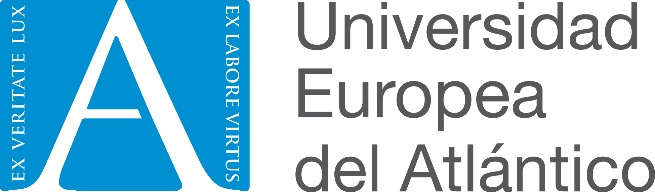 EX VERITATE LUX
A
EX LABORE VIRTUS
Universidad
Europea
del Atlántico